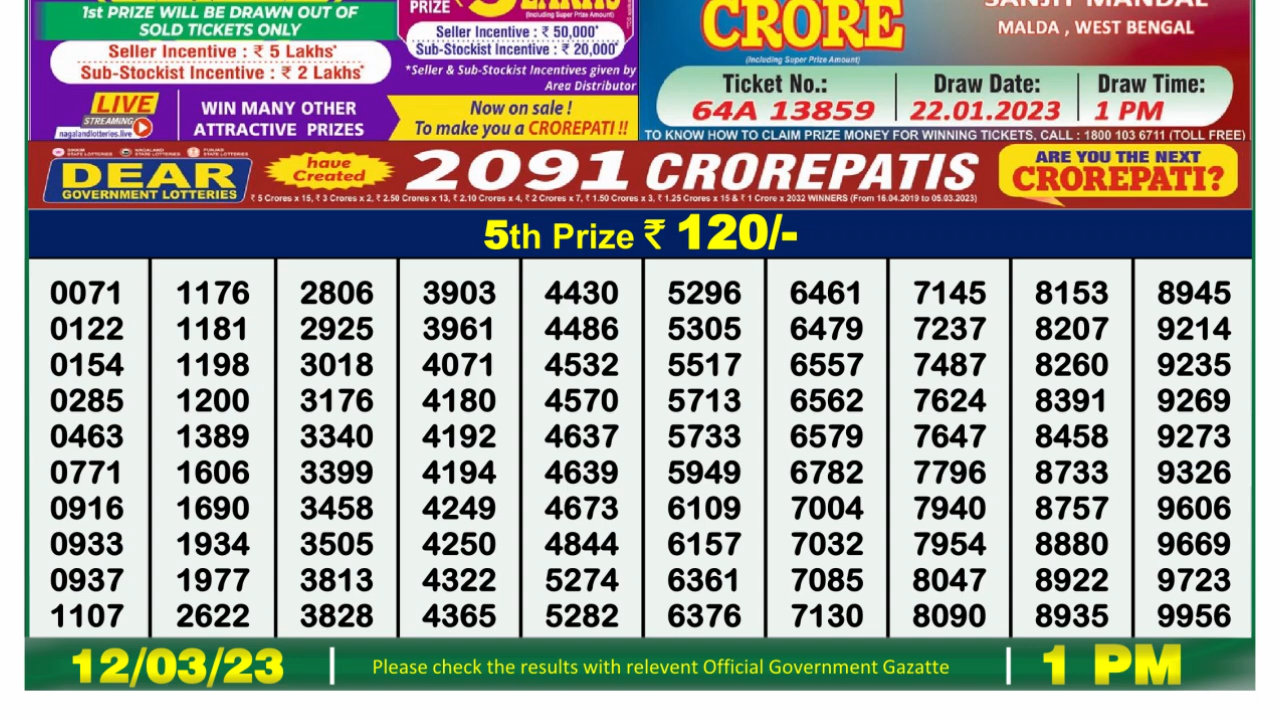 1st PRIZE WILL BE DRAWN OUT OF
SOLD TICKETS ONLY
Seller Incentive : ₹ 5 Lakhs*
Sub-Stockist Incentive : ₹ 2 Lakhs*
LIVE
STREAMING
nagalandlotteries.live
WIN MANY OTHER
ATTRACTIVE PRIZES
PRIZE
(Including Super Prize Amount)
Seller Incentive : ₹ 50,000*
Sub-Stockist Incentive : ₹ 20,000*
*Seller & Sub-Stockist Incentives given by
Area Distributor
Now on sale !
To make you a CROREPATI !!
CRORE
(Including Super Prize Amount)
SANJIT MANDAL
MALDA , WEST BENGAL
Ticket No.: Draw Date: Draw Time:
64A 13859 22.01.2023 1 PM
TO KNOW HOW TO CLAIM PRIZE MONEY FOR WINNING TICKETS. CALL : 1800 103 6711 (TOLL FREE)
DEAR
GOVERNMENT LOTTERIES
have
Created
2091 CROREPATIS
₹ 5 Crores x 15, ₹ 3 Crores x 2, ₹ 2.50 Crores x 13, ₹ 2.10 Crores x 4, ₹ 2 Crores x 7, ₹ 1.50 Crores x 3, ₹ 1.25 Crores x 15 & ₹ 1 Crore x 2032 WINNERS (From 16.04.2019 to 05.03.2023)
ARE YOU THE NEXT
CROREPATI?
5th Prize ₹ 120/-
0071 1176 2806 3903 4430 5296 6461 7145 8153 8945
0122 1181 2925 3961 4486 5305 6479 7237 8207 9214
0154 1198 3018 4071 4532 5517 6557 7487 8260 9235
0285 1200 3176 4180 4570 5713 6562 7624 8391 9269
0463 1389 3340 4192 4637 5733 6579 7647 8458 9273
0771 1606 3399 4194 4639 5949 6782 7796 8733 9326
0916 1690 3458 4249 4673 6109 7004 7940 8757 9606
0933 1934 3505 4250 4844 6157 7032 7954 8880 9669
0937 1977 3813 4322 5274 6361 7085 8047 8922 9723
1107 2622 3828 4365 5282 6376 7130 8090 8935 9956
12/03/23 Please check the results with relevent Official Government Gazatte 1 PM